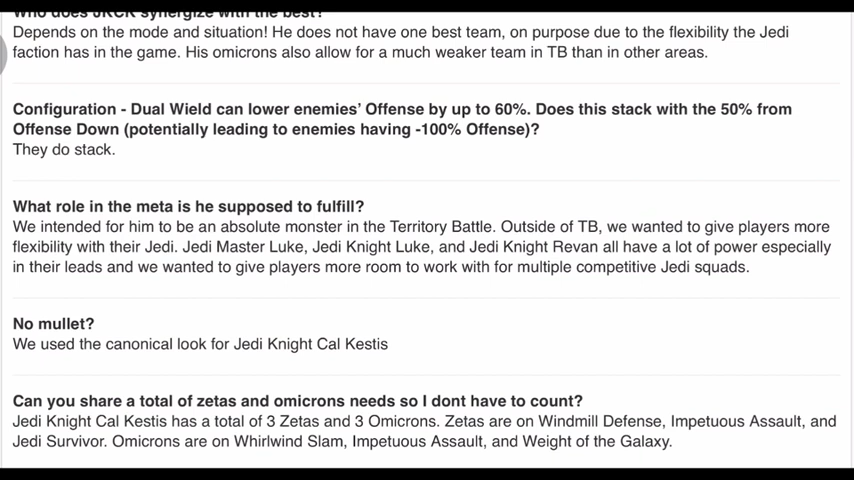 Who does JKCK synergize with the best?
Depends on the mode and situation! He does not have one best team, on purpose due to the flexibility the Jedi
faction has in the game. His omicrons also allow for a much weaker team in TB than in other areas.
Configuration - Dual Wield can lower enemies' Offense by up to 60%. Does this stack with the 50% from
Offense Down (potentially leading to enemies having -100% Offense)?
They do stack.
What role in the meta is he supposed to fulfill?
We intended for him to be an absolute monster in the Territory Battle. Outside of TB, we wanted to give players more
flexibility with their Jedi. Jedi Master Luke, Jedi Knight Luke, and Jedi Knight Revan all have a lot of power especially
in their leads and we wanted to give players more room to work with for multiple competitive Jedi squads.
No mullet?
We used the canonical look for Jedi Knight Cal Kestis
Can you share a total of zetas and omicrons needs so I dont have to count?
Jedi Knight Cal Kestis has a total of 3 Zetas and 3 Omicrons. Zetas are on Windmill Defense, Impetuous Assault, and
Jedi Survivor. Omicrons are on Whirlwind Slam, Impetuous Assault, and Weight of the Galaxy.